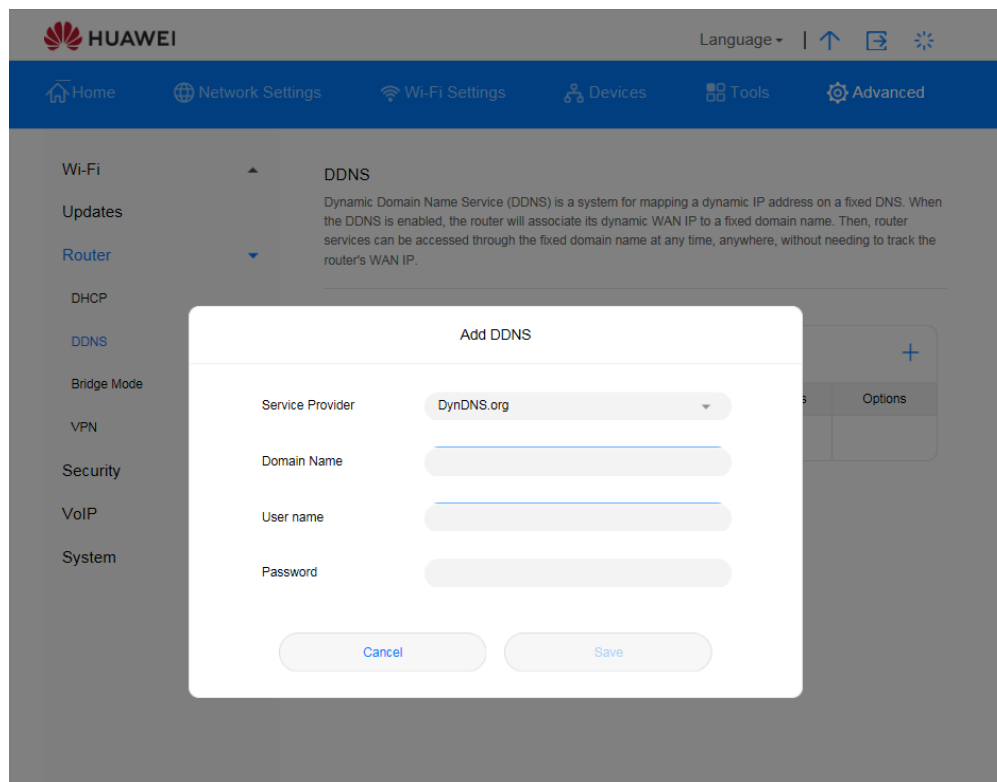 HUAWEI
Language
Home
Network Settings
Wi-Fi Settings
Devices
Tools
Advanced
Wi-Fi
Updates
Router
DHCP
DDNS
Bridge Mode
VPN
Security
VoIP
System
DDNS
Dynamic Domain Name Service (DDNS) is a system for mapping a dynamic IP address on a fixed DNS. When
the DDNS is enabled, the router will associate its dynamic WAN IP to a fixed domain name. Then, router
services can be accessed through the fixed domain name at any time, anywhere, without needing to track the
router's WAN IP.
Options
Add DDNS
Service Provider
DynDNS.org
Domain Name
User name
Password
Cancel
Save